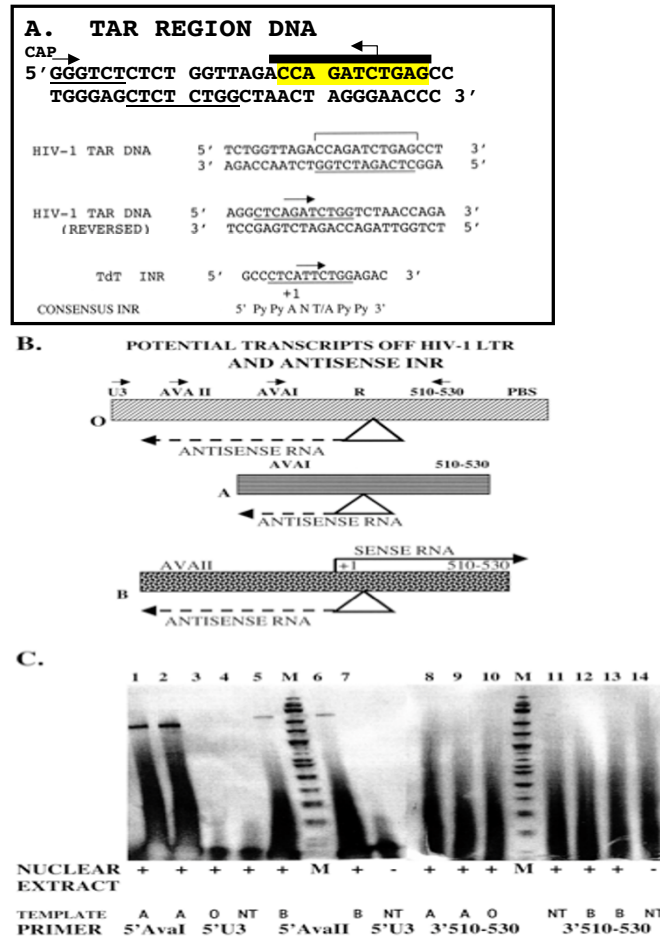 A. TAR REGION DNA
CAP
5’GGGTCTCTCT GGTTAGACCA GATCTGAGCC
TGGGAGCTCT CTGGCTAACT AGGGAACCC 3’
HIV-1 TAR DNA 5’ TCTGGTTAGACCAGATCTGAGCCT 3’
3’ AGACCAATCTGGTCTAGACTCGGA 5’
HIV-1 TAR DNA 5’ AGGCTCAGATCTGGTCTAACCAGA 3’
(REVERSED) 3’ TCCGAGTCTAGACCAGATTGGTCT 5’
TdT INR 5’ GCCCTCATTCTGGAGAC 3’
+1
CONSENSUS INR 5’ Py Py A N T/A Py Py 3’
B. POTENTIAL TRANSCRIPTS OFF HIV-1 LTR
AND ANTISENSE INR
U3 AVA II AVAI R 510-530 PBS
O
ANTISENSE RNA
AVAI 510-530
A
ANTISENSE RNA
SENSE RNA
AVAII +1 510-530
B
ANTISENSE RNA
C.
1 2 3 4 5 M 6 7 8 9 10 M 11 12 13 14
NUCLEAR + + + + + M + - + + + M + + + -
EXTRACT
TEMPLATE A A O NT B B NT A A O NT B B NT
PRIMER 5’AvaI 5’U3 5’AvaII 5’U3 3’510-530 3’510-530